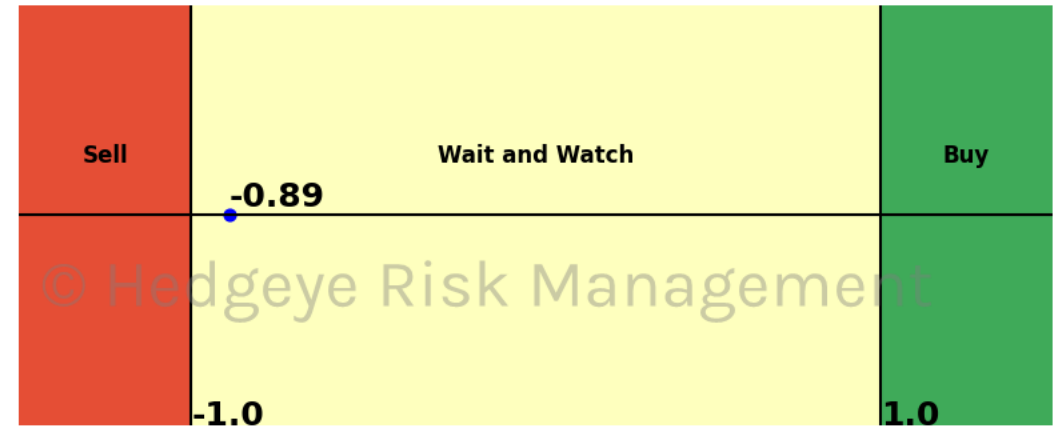 Sell
Wait and Watch
Buy
-0.89
© Hedgeye Risk Management
-1.0
1.0